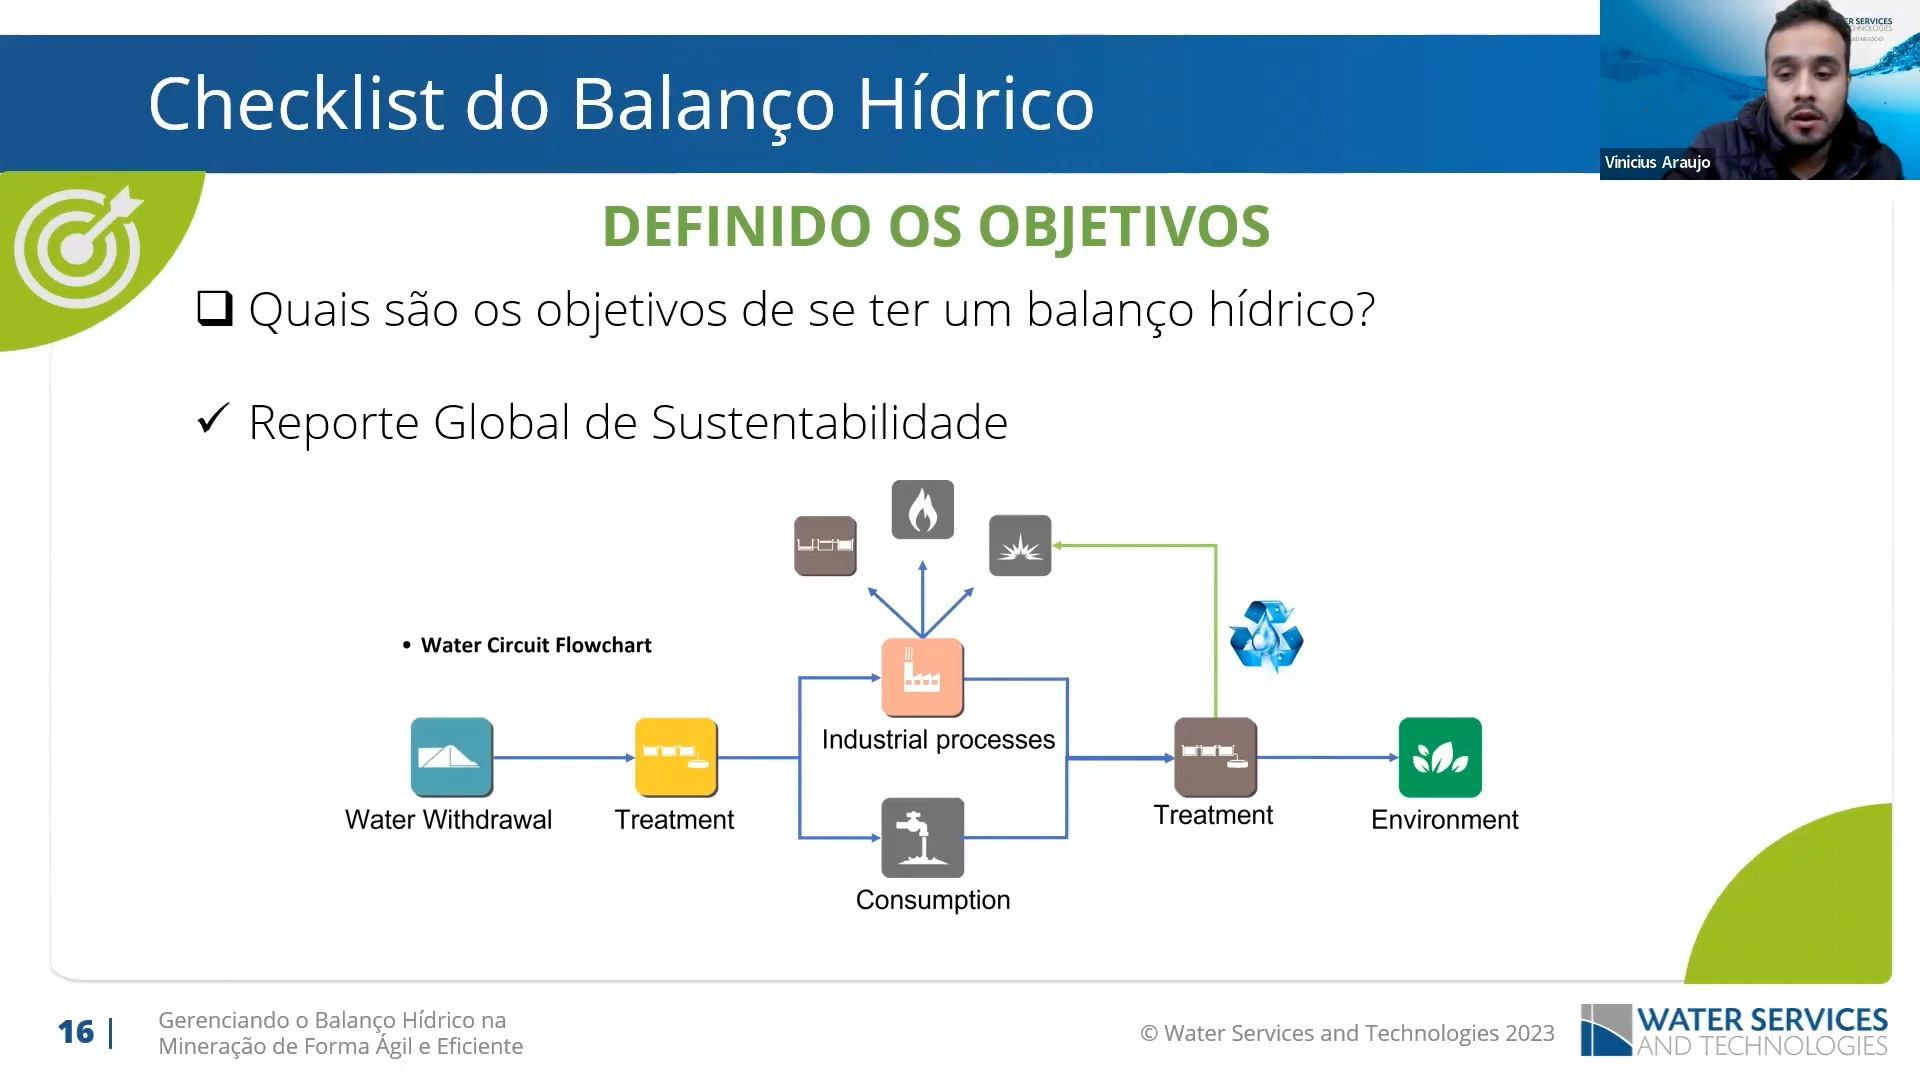 Checklist do Balanço Hídrico
R SERVICES
Vinicius Araujo
DEFINIDO OS OBJETIVOS
Quais são os objetivos de se ter um balanço hídrico?
Reporte Global de Sustentabilidade
• Water Circuit Flowchart
Industrial processes
Water Withdrawal
Treatment
Treatment
Environment
Consumption
16 |
Gerenciando o Balanço Hídrico na
Mineração de Forma Ágil e Eficiente
© Water Services and Technologies 2023
WATER SERVICES
AND TECHNOLOGIES